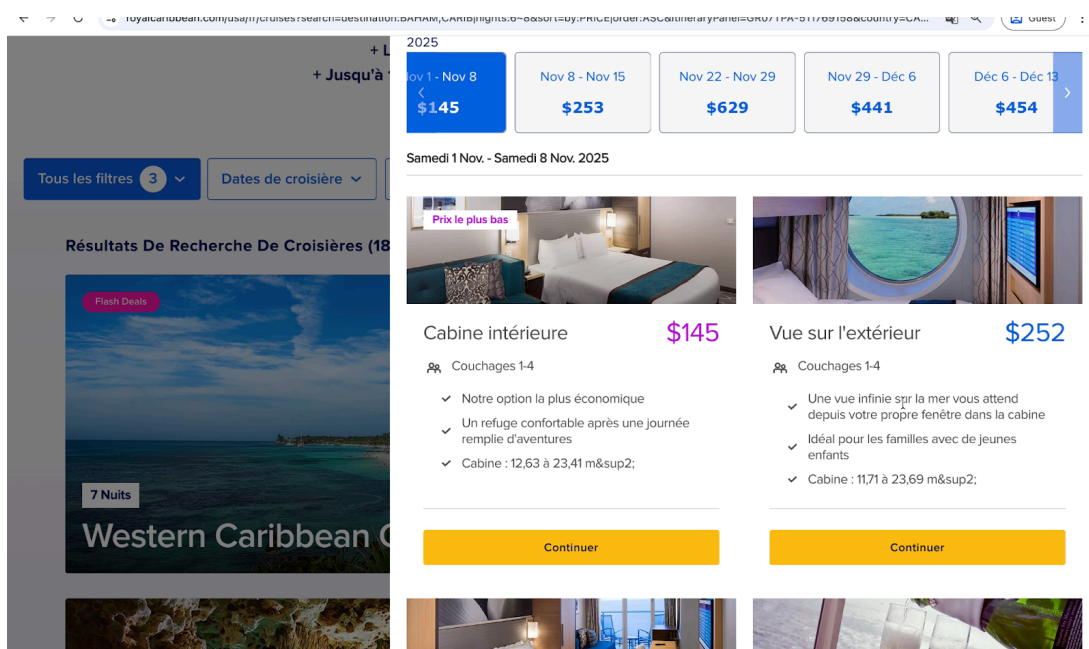 royalcaribbean.com/usa/fr/cruises?search=destination:BAHAM,CARIB|nights:6~8&sort=by:PRICE|order:ASC&itineraryPanel=GR07TPA-511769158&country=CA...
Guest
2025
+ L
+ Jusqu'à
Nov 1 - Nov 8
$145
Nov 8 - Nov 15
$253
Nov 22 - Nov 29
$629
Nov 29 - Déc 6
$441
Déc 6 - Déc 13
$454
Samedi 1 Nov. - Samedi 8 Nov. 2025
Tous les filtres 3
Dates de croisière
Résultats De Recherche De Croisières (18
Flash Deals
7 Nuits
Western Caribbean C
Prix le plus bas
Cabine intérieure
$145
Couchages 1-4
Notre option la plus économique
Un refuge confortable après une journée
remplie d'aventures
Cabine : 12,63 à 23,41 m&sup2;
Continuer
Vue sur l'extérieur
$252
Couchages 1-4
Une vue infinie sur la mer vous attend
depuis votre propre fenêtre dans la cabine
Idéal pour les familles avec de jeunes
enfants
Cabine : 11,71 à 23,69 m&sup2;
Continuer